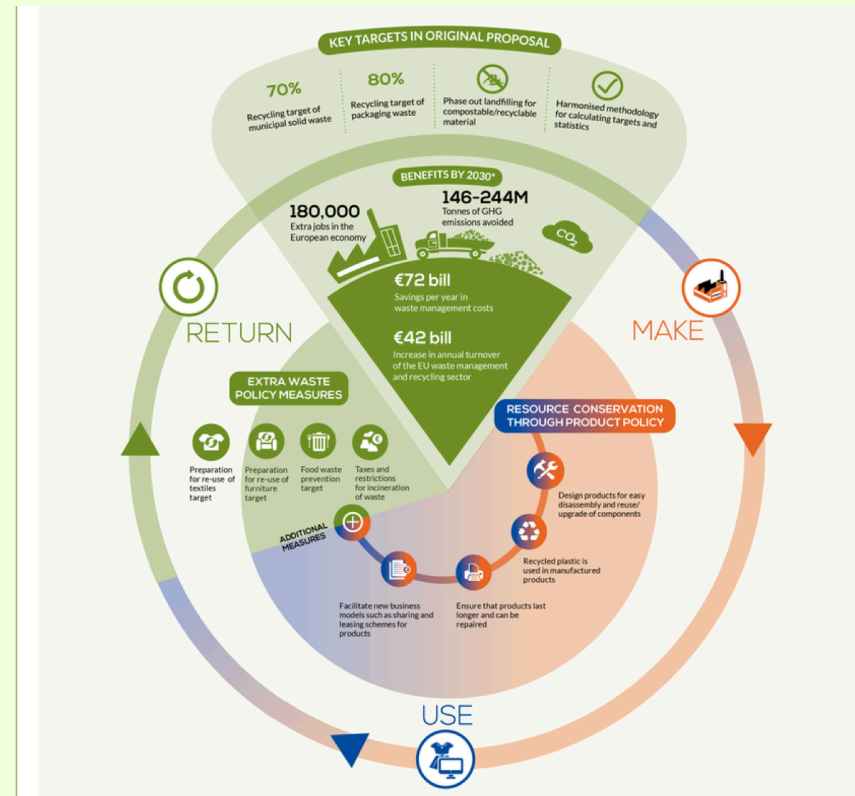 KEY TARGETS IN ORIGINAL PROPOSAL
70%
Recycling target of
municipal solid waste
80%
Recycling target of
packaging waste
Phase out landfilling for
compostable/recyclable
material
Harmonised methodology
for calculating targets and
statistics
BENEFITS BY 2030*
180,000
Extra jobs in the
European economy
146-244M
Tonnes of GHG
emissions avoided
CO2
€72 bill
Savings per year in
waste management costs
€42 bill
Increase in annual turnover
of the EU waste management
and recycling sector
RETURN
MAKE
EXTRA WASTE
POLICY MEASURES
Preparation
for re-use of
textiles
target
Preparation
for re-use of
furniture
target
Food waste
prevention
target
Taxes and
restrictions
for incineration
of waste
RESOURCE CONSERVATION
THROUGH PRODUCT POLICY
Design products for easy
disassembly and reuse/
upgrade of components
Recycled plastic is
used in manufactured
products
Ensure that products last
longer and can be
repaired
Facilitate new business
models such as sharing and
leasing schemes for
products
ADDITIONAL
MEASURES
USE